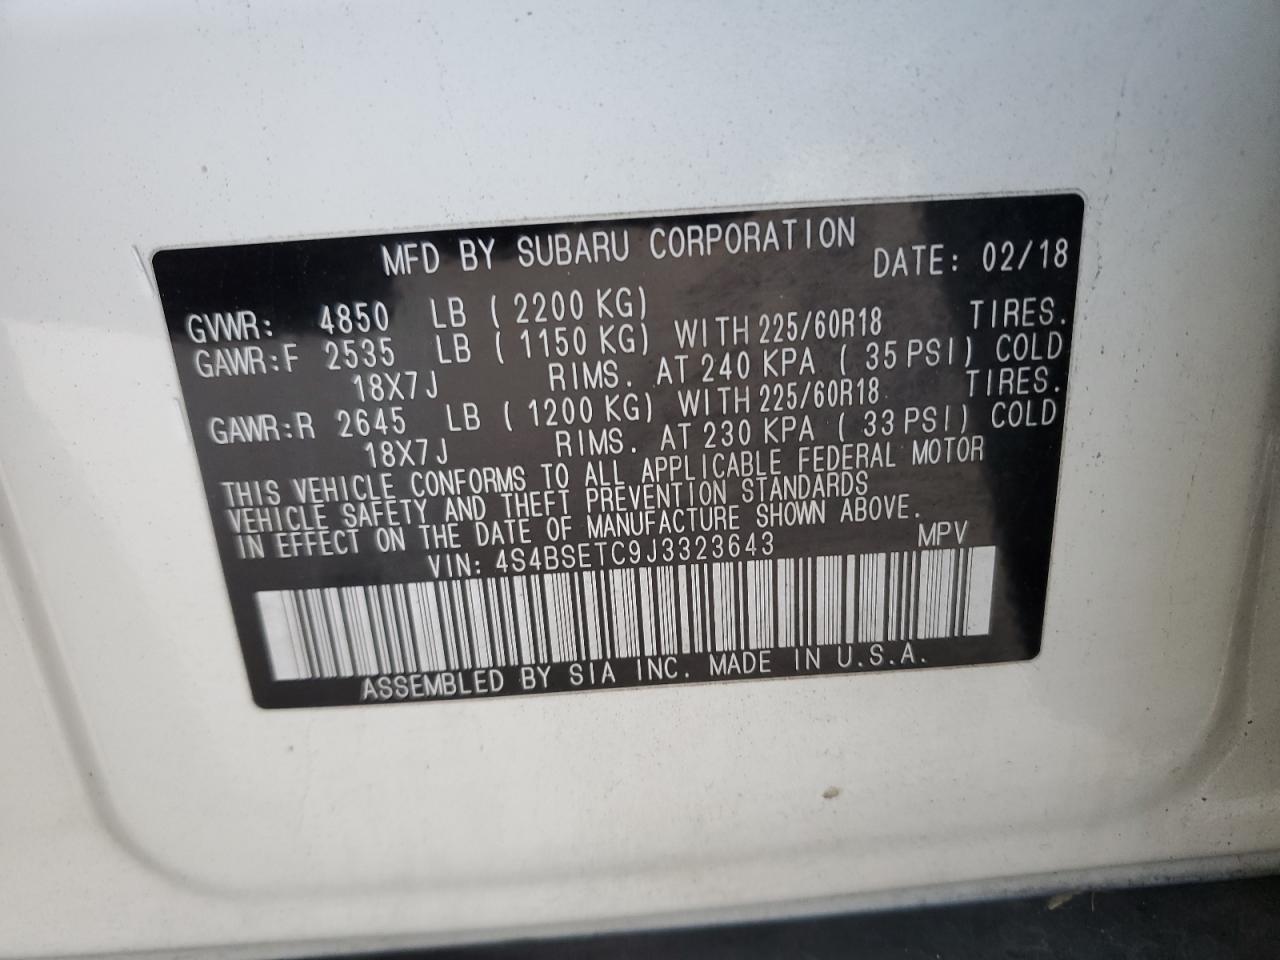 MFD BY SUBARU CORPORATION DATE: 02/18
GVWR: 4850 LB ( 2200 KG)
GAWR:F 2535 LB ( 1150 KG) WITH 225/60R18 TIRES.
18X7J RIMS. AT 240 KPA ( 35 PSI) COLD
GAWR:R 2645 LB ( 1200 KG) WITH 225/60R18 TIRES.
18X7J RIMS. AT 230 KPA ( 33 PSI) COLD
THIS VEHICLE CONFORMS TO ALL APPLICABLE FEDERAL MOTOR
VEHICLE SAFETY AND THEFT PREVENTION STANDARDS
IN EFFECT ON THE DATE OF MANUFACTURE SHOWN ABOVE.
VIN: 4S4BSETC9J3323643 MPV
ASSEMBLED BY SIA INC. MADE IN U.S.A.